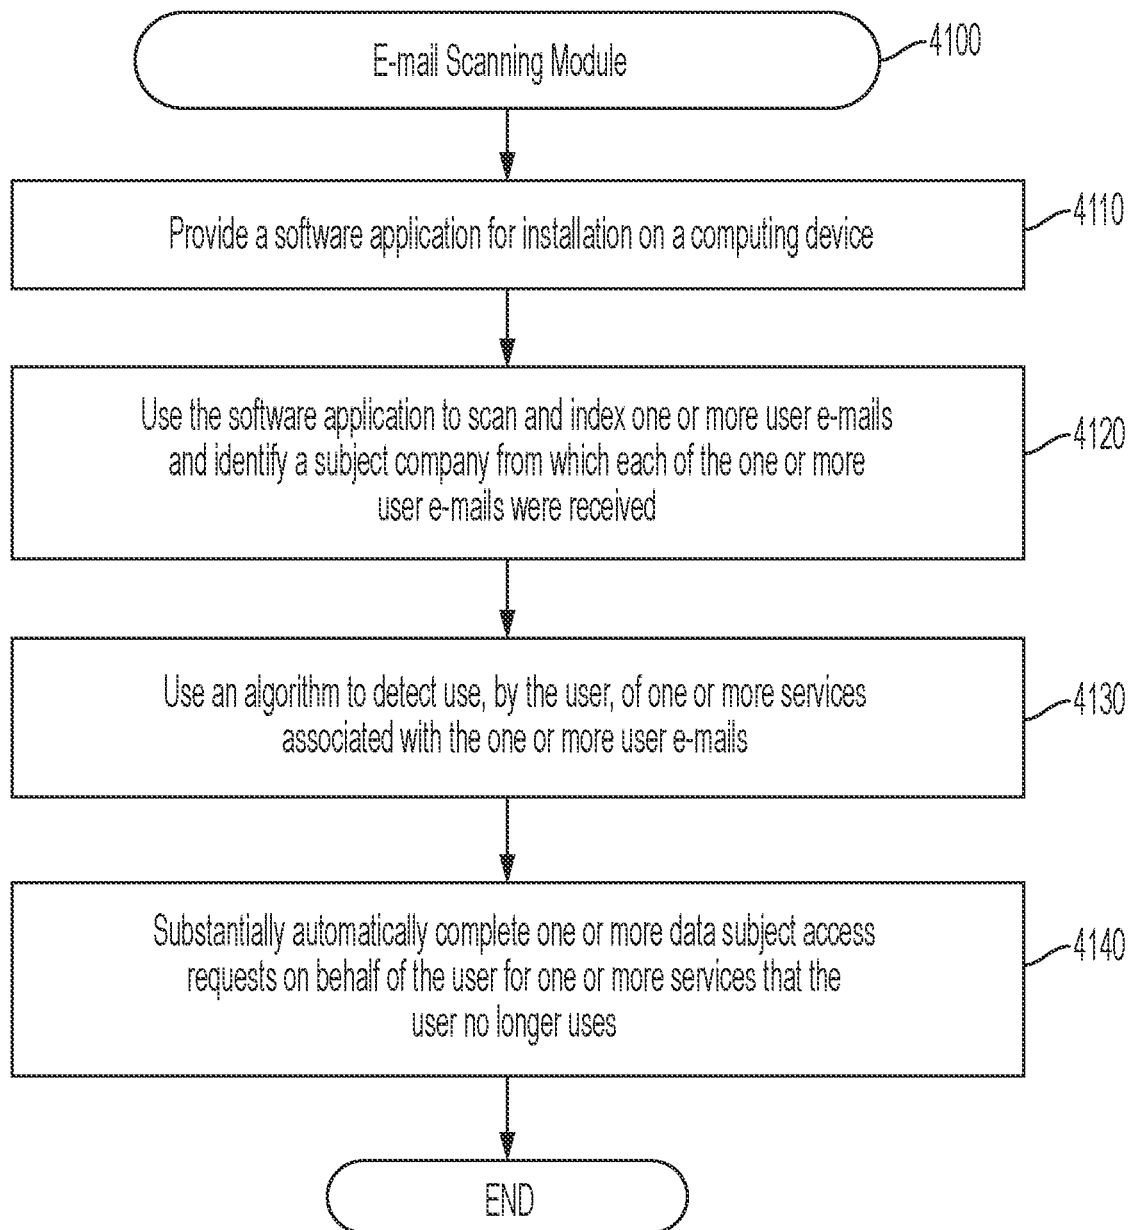 E-mail Scanning Module
4100
Provide a software application for installation on a computing device
4110
Use the software application to scan and index one or more user e-mails
and identify a subject company from which each of the one or more
user e-mails were received
4120
Use an algorithm to detect use, by the user, of one or more services
associated with the one or more user e-mails
4130
Substantially automatically complete one or more data subject access
requests on behalf of the user for one or more services that the
user no longer uses
4140
END